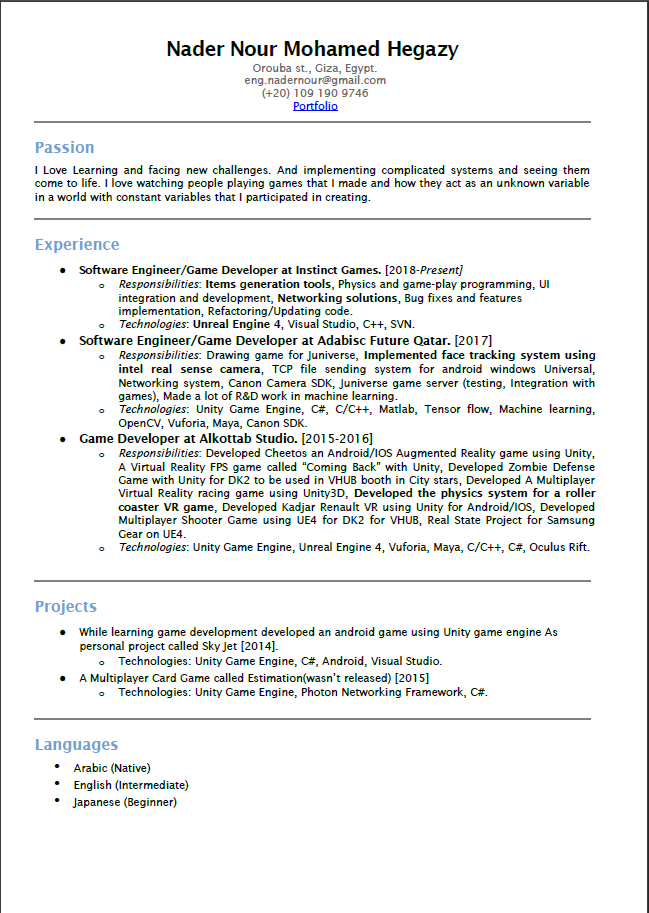 Nader Nour Mohamed Hegazy
Orouba st., Giza, Egypt.
eng.nadernour@gmail.com
(+20) 109 190 9746
Portfolio
Passion
I Love Learning and facing new challenges. And implementing complicated systems and seeing them
come to life. I love watching people playing games that I made and how they act as an unknown variable
in a world with constant variables that I participated in creating.
Experience
● Software Engineer/Game Developer at Instinct Games. [2018-Present]
o Responsibilities: Items generation tools, Physics and game-play programming, UI
integration and development, Networking solutions, Bug fixes and features
implementation, Refactoring/Updating code.
o Technologies: Unreal Engine 4, Visual Studio, C++, SVN.
● Software Engineer/Game Developer at Adabisc Future Qatar. [2017]
o Responsibilities: Drawing game for Juniverse, Implemented face tracking system using
intel real sense camera, TCP file sending system for android windows Universal,
Networking system, Canon Camera SDK, Juniverse game server (testing, Integration with
games), Made a lot of R&D work in machine learning.
o Technologies: Unity Game Engine, C#, C/C++, Matlab, Tensor flow, Machine learning,
OpenCV, Vuforia, Maya, Canon SDK.
● Game Developer at Alkottab Studio. [2015-2016]
o Responsibilities: Developed Cheetos an Android/IOS Augmented Reality game using Unity,
A Virtual Reality FPS game called “Coming Back” with Unity, Developed Zombie Defense
Game with Unity for DK2 to be used in VHUB booth in City stars, Developed A Multiplayer
Virtual Reality racing game using Unity3D, Developed the physics system for a roller
coaster VR game, Developed Kadjar Renault VR using Unity for Android/IOS, Developed
Multiplayer Shooter Game using UE4 for DK2 for VHUB, Real State Project for Samsung
Gear on UE4.
o Technologies: Unity Game Engine, Unreal Engine 4, Vuforia, Maya, C/C++, C#, Oculus Rift.
Projects
● While learning game development developed an android game using Unity game engine As
personal project called Sky Jet [2014].
o Technologies: Unity Game Engine, C#, Android, Visual Studio.
● A Multiplayer Card Game called Estimation(wasn’t released) [2015]
o Technologies: Unity Game Engine, Photon Networking Framework, C#.
Languages
• Arabic (Native)
• English (Intermediate)
• Japanese (Beginner)